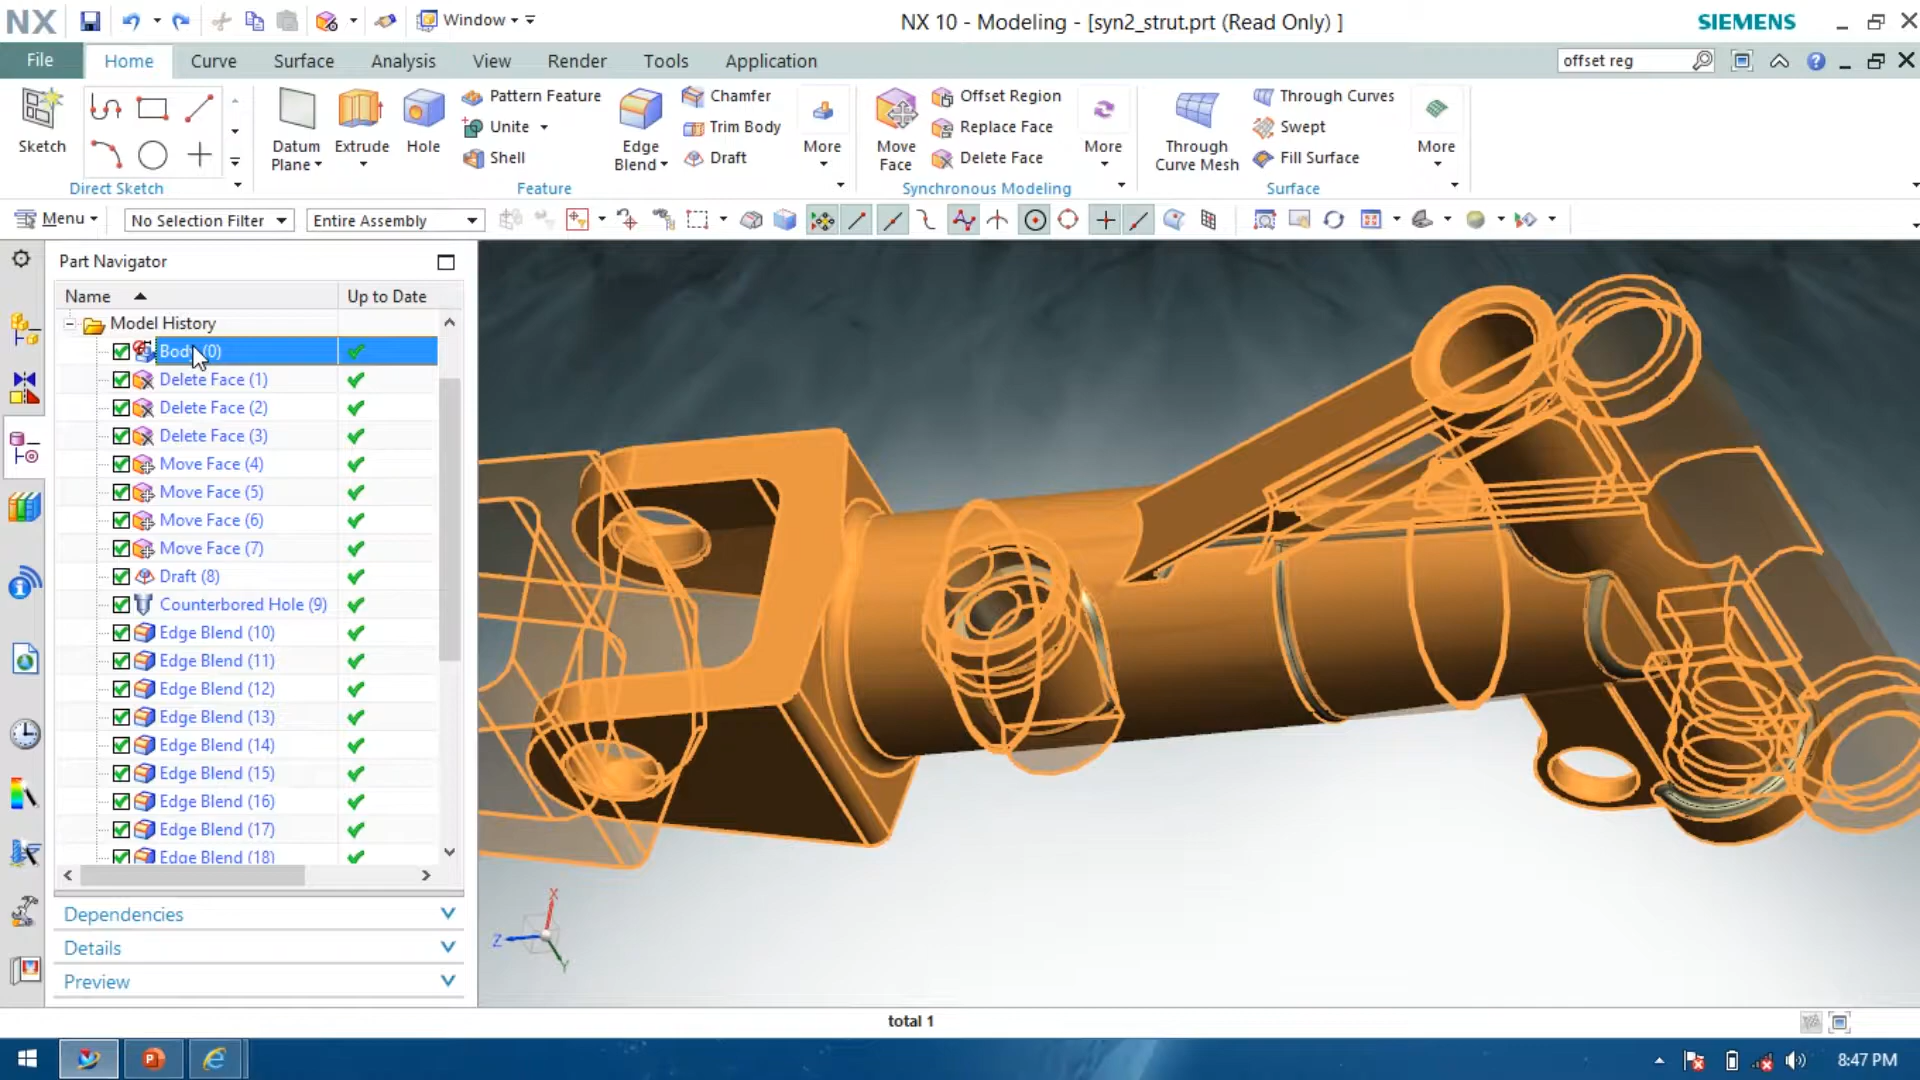 NX Window NX 10 - Modeling - [syn2_strut.prt (Read Only) ] SIEMENS
File Home Curve Surface Analysis View Render Tools Application offset reg
Sketch
Direct Sketch
Datum Plane
Extrude
Hole
Pattern Feature
Unite
Shell
Edge Blend
Chamfer
Trim Body
Draft
More
Feature
Move Face
Offset Region
Replace Face
Delete Face
More
Synchronous Modeling
Through Curve Mesh
Through Curves
Swept
Fill Surface
More
Surface
Menu No Selection Filter Entire Assembly
Part Navigator
Name Up to Date
Model History
Body (0)
Delete Face (1)
Delete Face (2)
Delete Face (3)
Move Face (4)
Move Face (5)
Move Face (6)
Move Face (7)
Draft (8)
Counterbored Hole (9)
Edge Blend (10)
Edge Blend (11)
Edge Blend (12)
Edge Blend (13)
Edge Blend (14)
Edge Blend (15)
Edge Blend (16)
Edge Blend (17)
Edge Blend (18)
Dependencies
Details
Preview
X
Z
Y
total 1
8:47 PM